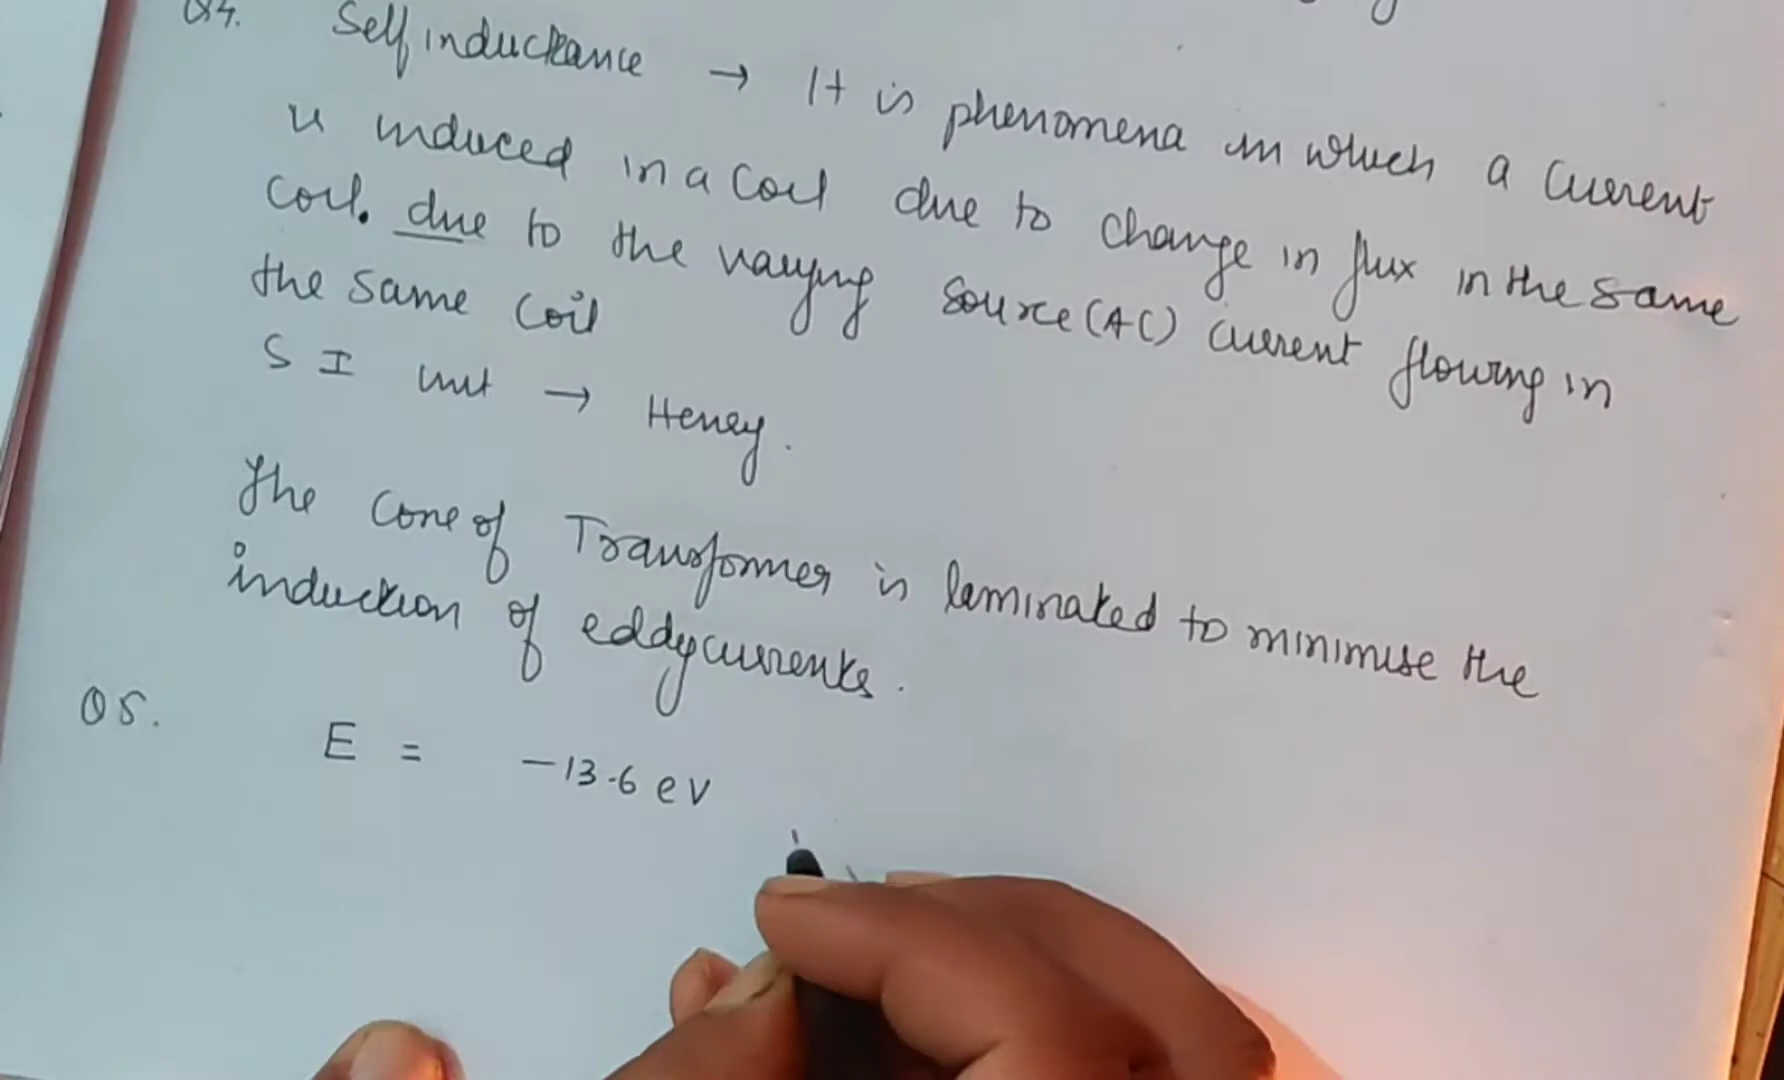 Q4. Self inductance → It is phenomena in which a current
is induced in a coil due to change in flux in the same
coil. due to the varying source (AC) current flowing in
the same coil
S I unit → Henry.
The core of Transformer is laminated to minimise the
induction of eddy currents.
Q5. E = -13.6 eV